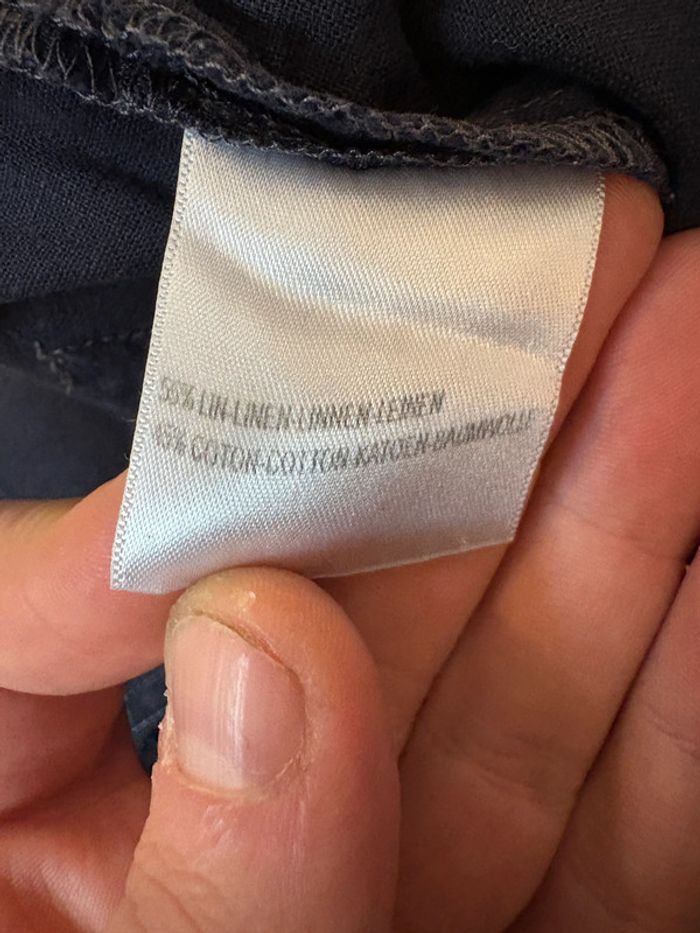 55% LIN-LINEN-LINNEN-LEINEN
45% COTON-COTTON-KATOEN-BAUMWOLLE